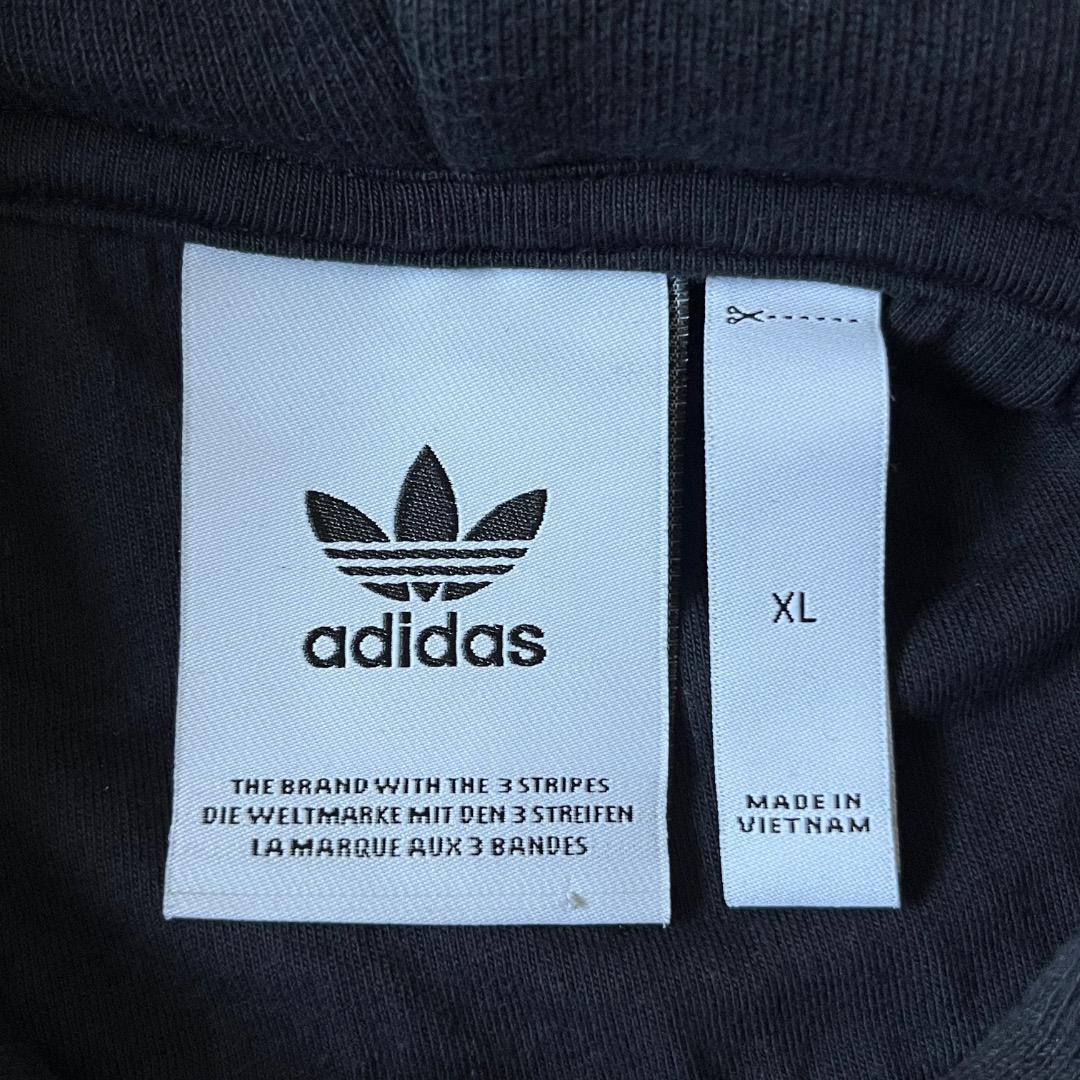 adidas
THE BRAND WITH THE 3 STRIPES
DIE WELTMARKE MIT DEN 3 STREIFEN
LA MARQUE AUX 3 BANDES
XL
MADE IN
VIETNAM